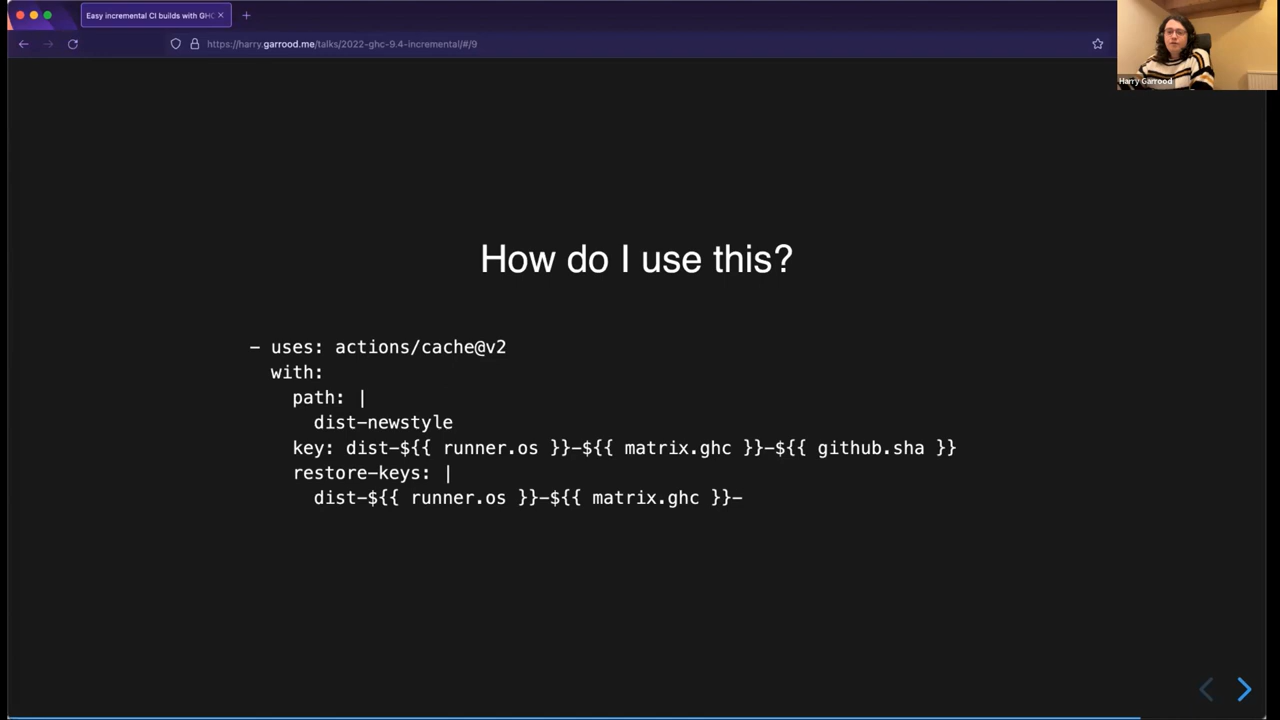 Easy incremental CI builds with GHC
https://harry.garrood.me/talks/2022-ghc-9.4-incremental/#/9
Harry Garrood
How do I use this?
- uses: actions/cache@v2
with:
path: |
dist-newstyle
key: dist-${{ runner.os }}-${{ matrix.ghc }}-${{ github.sha }}
restore-keys: |
dist-${{ runner.os }}-${{ matrix.ghc }}-